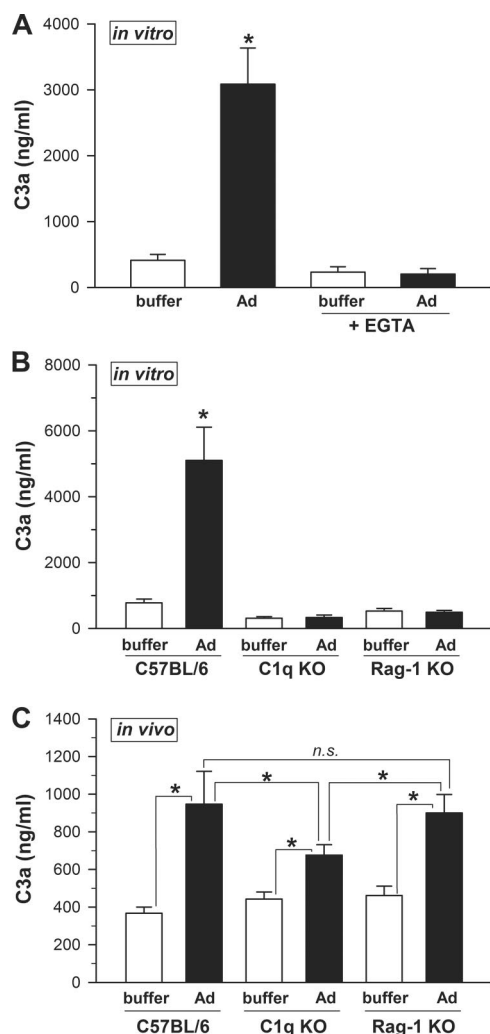 A
in vitro
C3a (ng/ml)
4000
3000
2000
1000
0
*
buffer Ad buffer Ad
+ EGTA
B
in vitro
C3a (ng/ml)
8000
6000
4000
2000
0
*
buffer Ad buffer Ad buffer Ad
C57BL/6 C1q KO Rag-1 KO
C
in vivo
C3a (ng/ml)
1400
1200
1000
800
600
400
200
0
n.s.
* * * * *
buffer Ad buffer Ad buffer Ad
C57BL/6 C1q KO Rag-1 KO